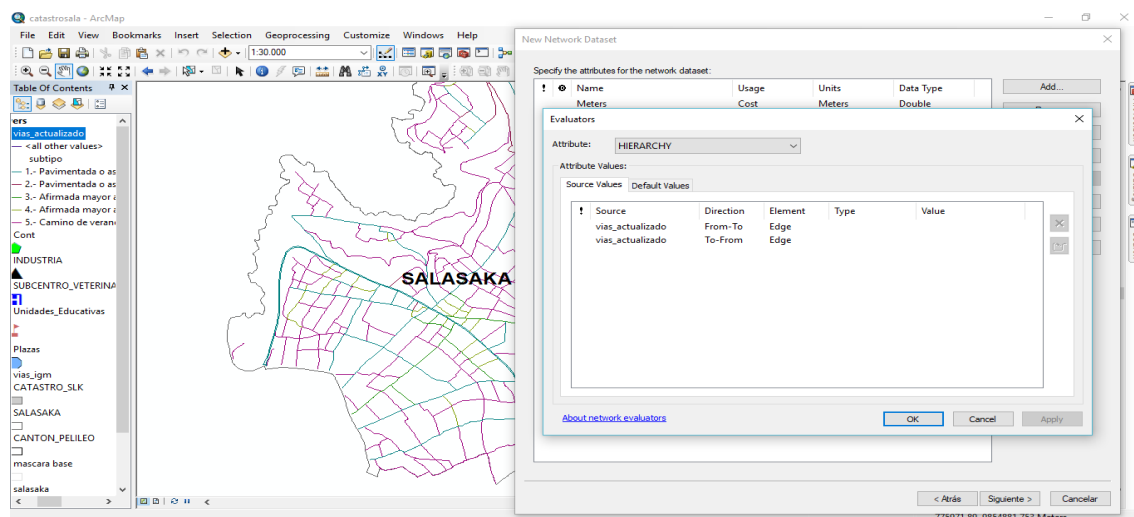 catastrosala - ArcMap
File Edit View Bookmarks Insert Selection Geoprocessing Customize Windows Help
1:30.000
Table Of Contents
ers
vias_actualizado
<all other values>
subtipo
1.- Pavimentada o as
2.- Pavimentada o as
3.- Afirmada mayor a
4.- Afirmada mayor a
5.- Camino de veran
Cont
INDUSTRIA
SUBCENTRO_VETERINA
Unidades_Educativas
Plazas
vias_igm
CATASTRO_SLK
SALASAKA
CANTON_PELILEO
mascara base
salasaka
SALASAKA
New Network Dataset
Specify the attributes for the network dataset:
! Name Usage Units Data Type
Meters Cost Meters Double
Add...
Evaluators
Attribute: HIERARCHY
Attribute Values:
Source Values Default Values
! Source Direction Element Type Value
vias_actualizado From-To Edge
vias_actualizado To-From Edge
About network evaluators
OK Cancel Apply
< Atrás Siguiente > Cancelar